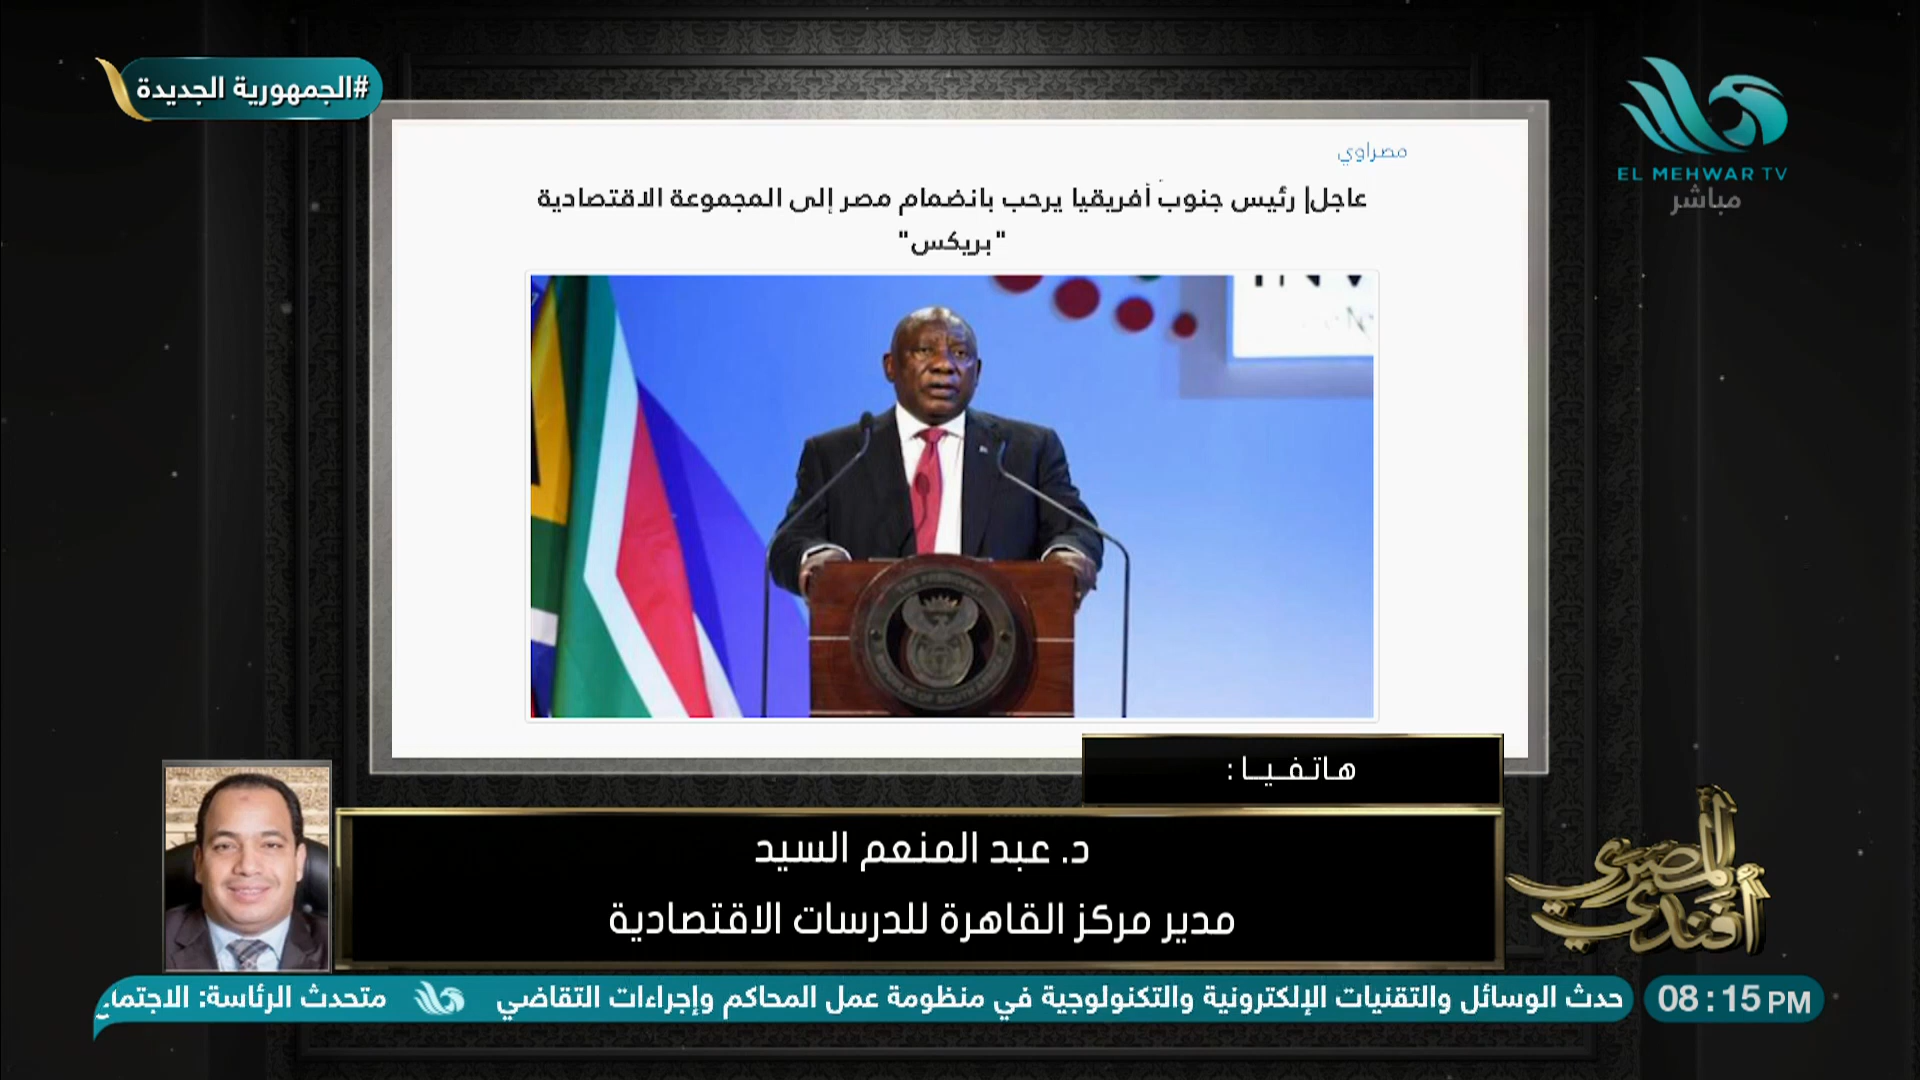 #الجمهورية الجديدة
EL MEHWAR TV
مباشر
مصراوي
عاجل| رئيس جنوب أفريقيا يرحب بانضمام مصر إلى المجموعة الاقتصادية
"بريكس"
هاتفيا :
د. عبد المنعم السيد
مدير مركز القاهرة للدرسات الاقتصادية
المصري
أفندي
حدث الوسائل والتقنيات الإلكترونية والتكنولوجية في منظومة عمل المحاكم وإجراءات التقاضي
متحدث الرئاسة: الاجتماع
08:15 PM